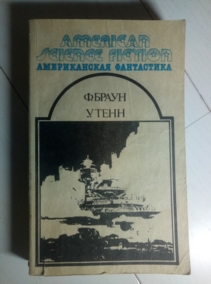 AMERICAN
SCIENCE FICTION
АМЕРИКАНСКАЯ ФАНТАСТИКА
Ф.БРАУН
У.ТЕНН